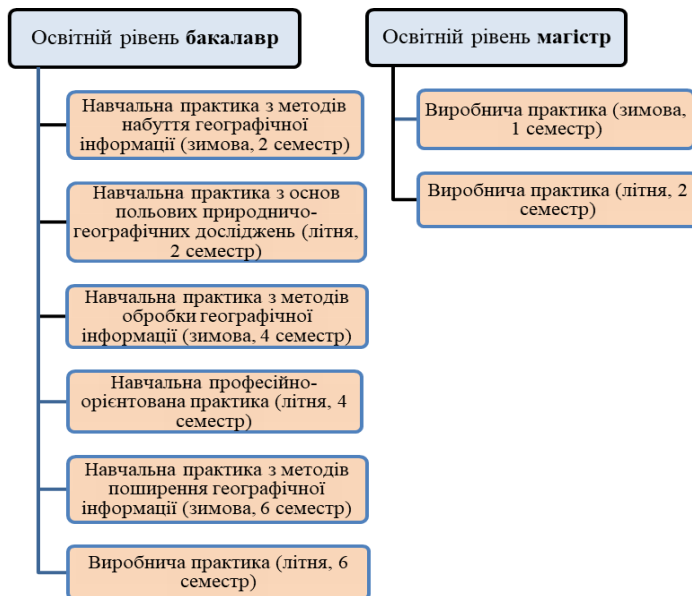 Освітній рівень бакалавр
Навчальна практика з методів
набуття географічної
інформації (зимова, 2 семестр)
Навчальна практика з основ
польових природничо-
географічних досліджень (літня,
2 семестр)
Навчальна практика з методів
обробки географічної
інформації (зимова, 4 семестр)
Навчальна професійно-
орієнтована практика (літня, 4
семестр)
Навчальна практика з методів
поширення географічної
інформації (зимова, 6 семестр)
Виробнича практика (літня, 6
семестр)
Освітній рівень магістр
Виробнича практика (зимова,
1 семестр)
Виробнича практика (літня, 2
семестр)